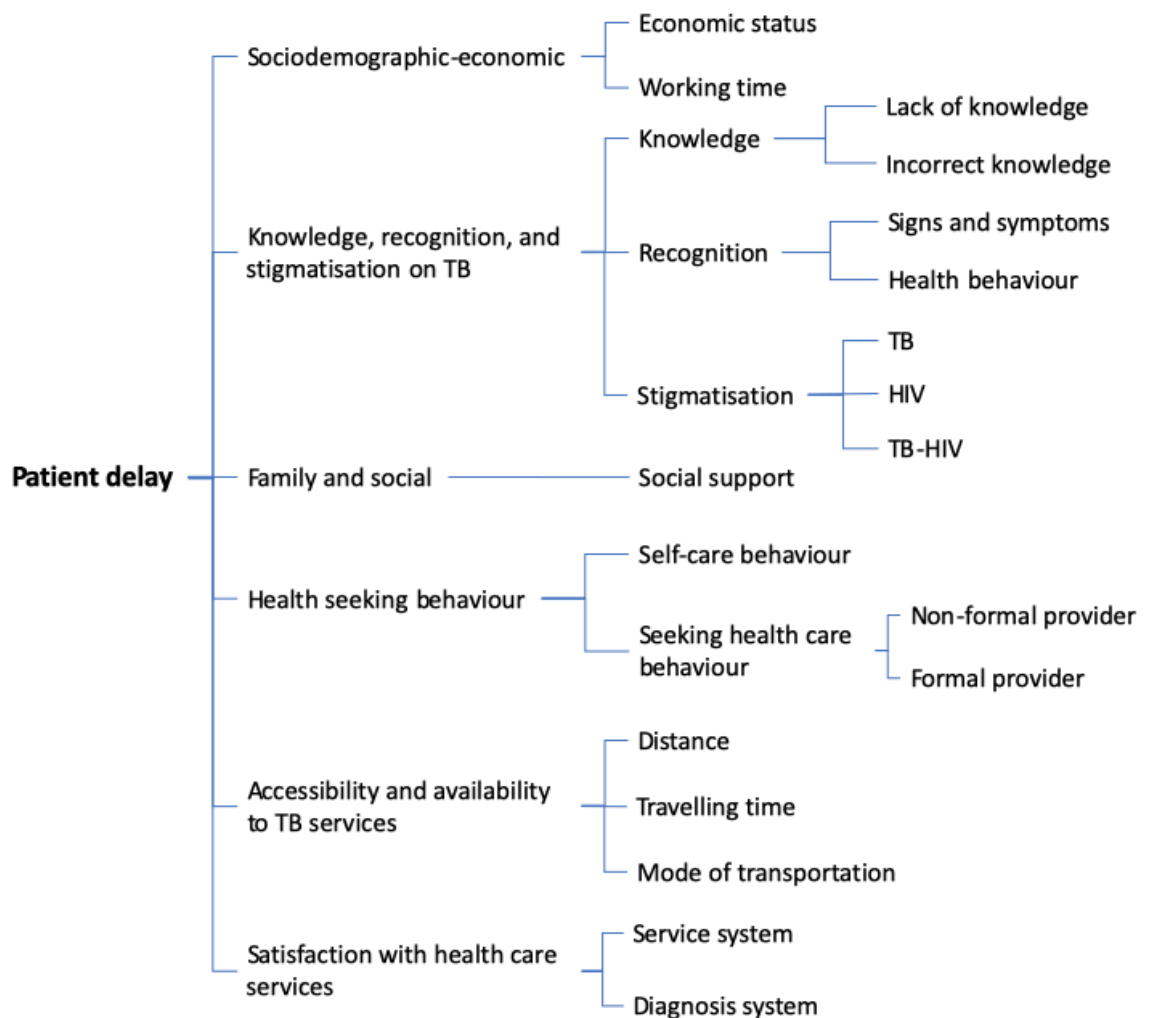 Patient delay
Sociodemographic-economic
Economic status
Working time
Knowledge, recognition, and
stigmatisation on TB
Knowledge
Lack of knowledge
Incorrect knowledge
Recognition
Signs and symptoms
Health behaviour
Stigmatisation
TB
HIV
TB-HIV
Family and social
Social support
Health seeking behaviour
Self-care behaviour
Seeking health care
behaviour
Non-formal provider
Formal provider
Accessibility and availability
to TB services
Distance
Travelling time
Mode of transportation
Satisfaction with health care
services
Service system
Diagnosis system